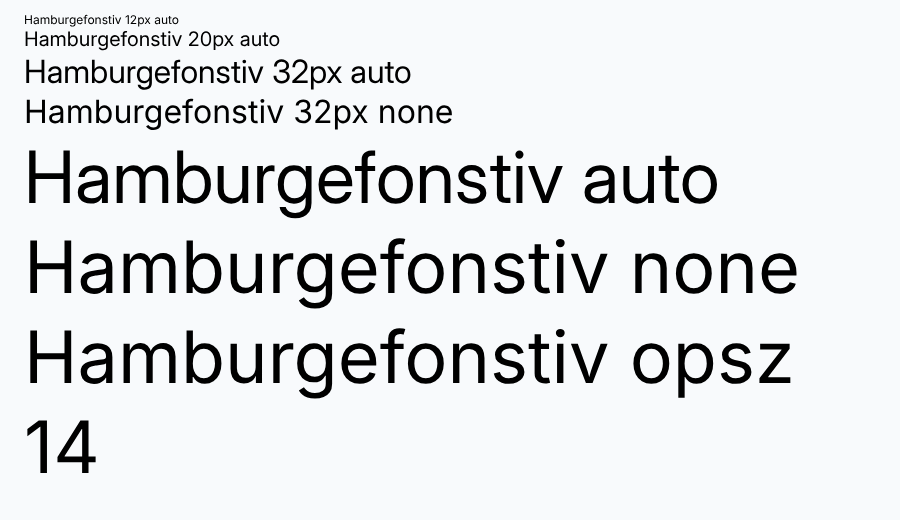 Hamburgefonstiv 12px auto
Hamburgefonstiv 20px auto
Hamburgefonstiv 32px auto
Hamburgefonstiv 32px none
Hamburgefonstiv auto
Hamburgefonstiv none
Hamburgefonstiv opsz
14